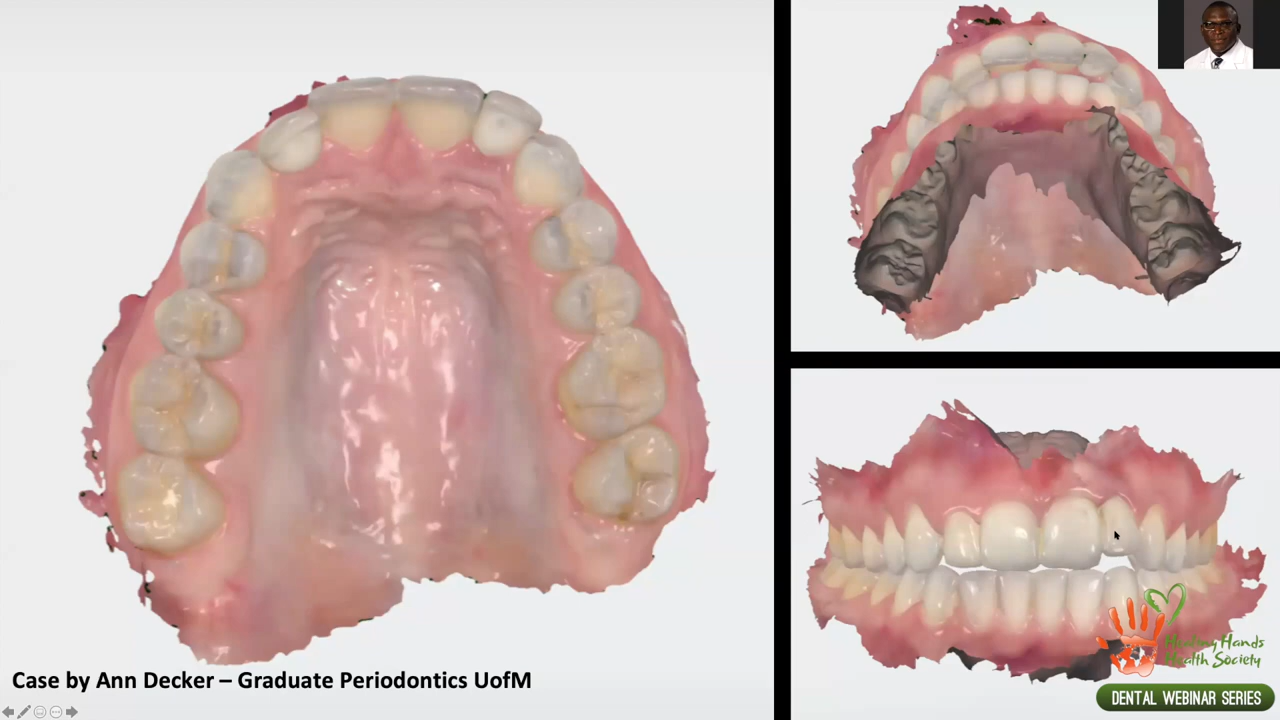 Case by Ann Decker – Graduate Periodontics UofM
Healing Hands
Health Society
DENTAL WEBINAR SERIES